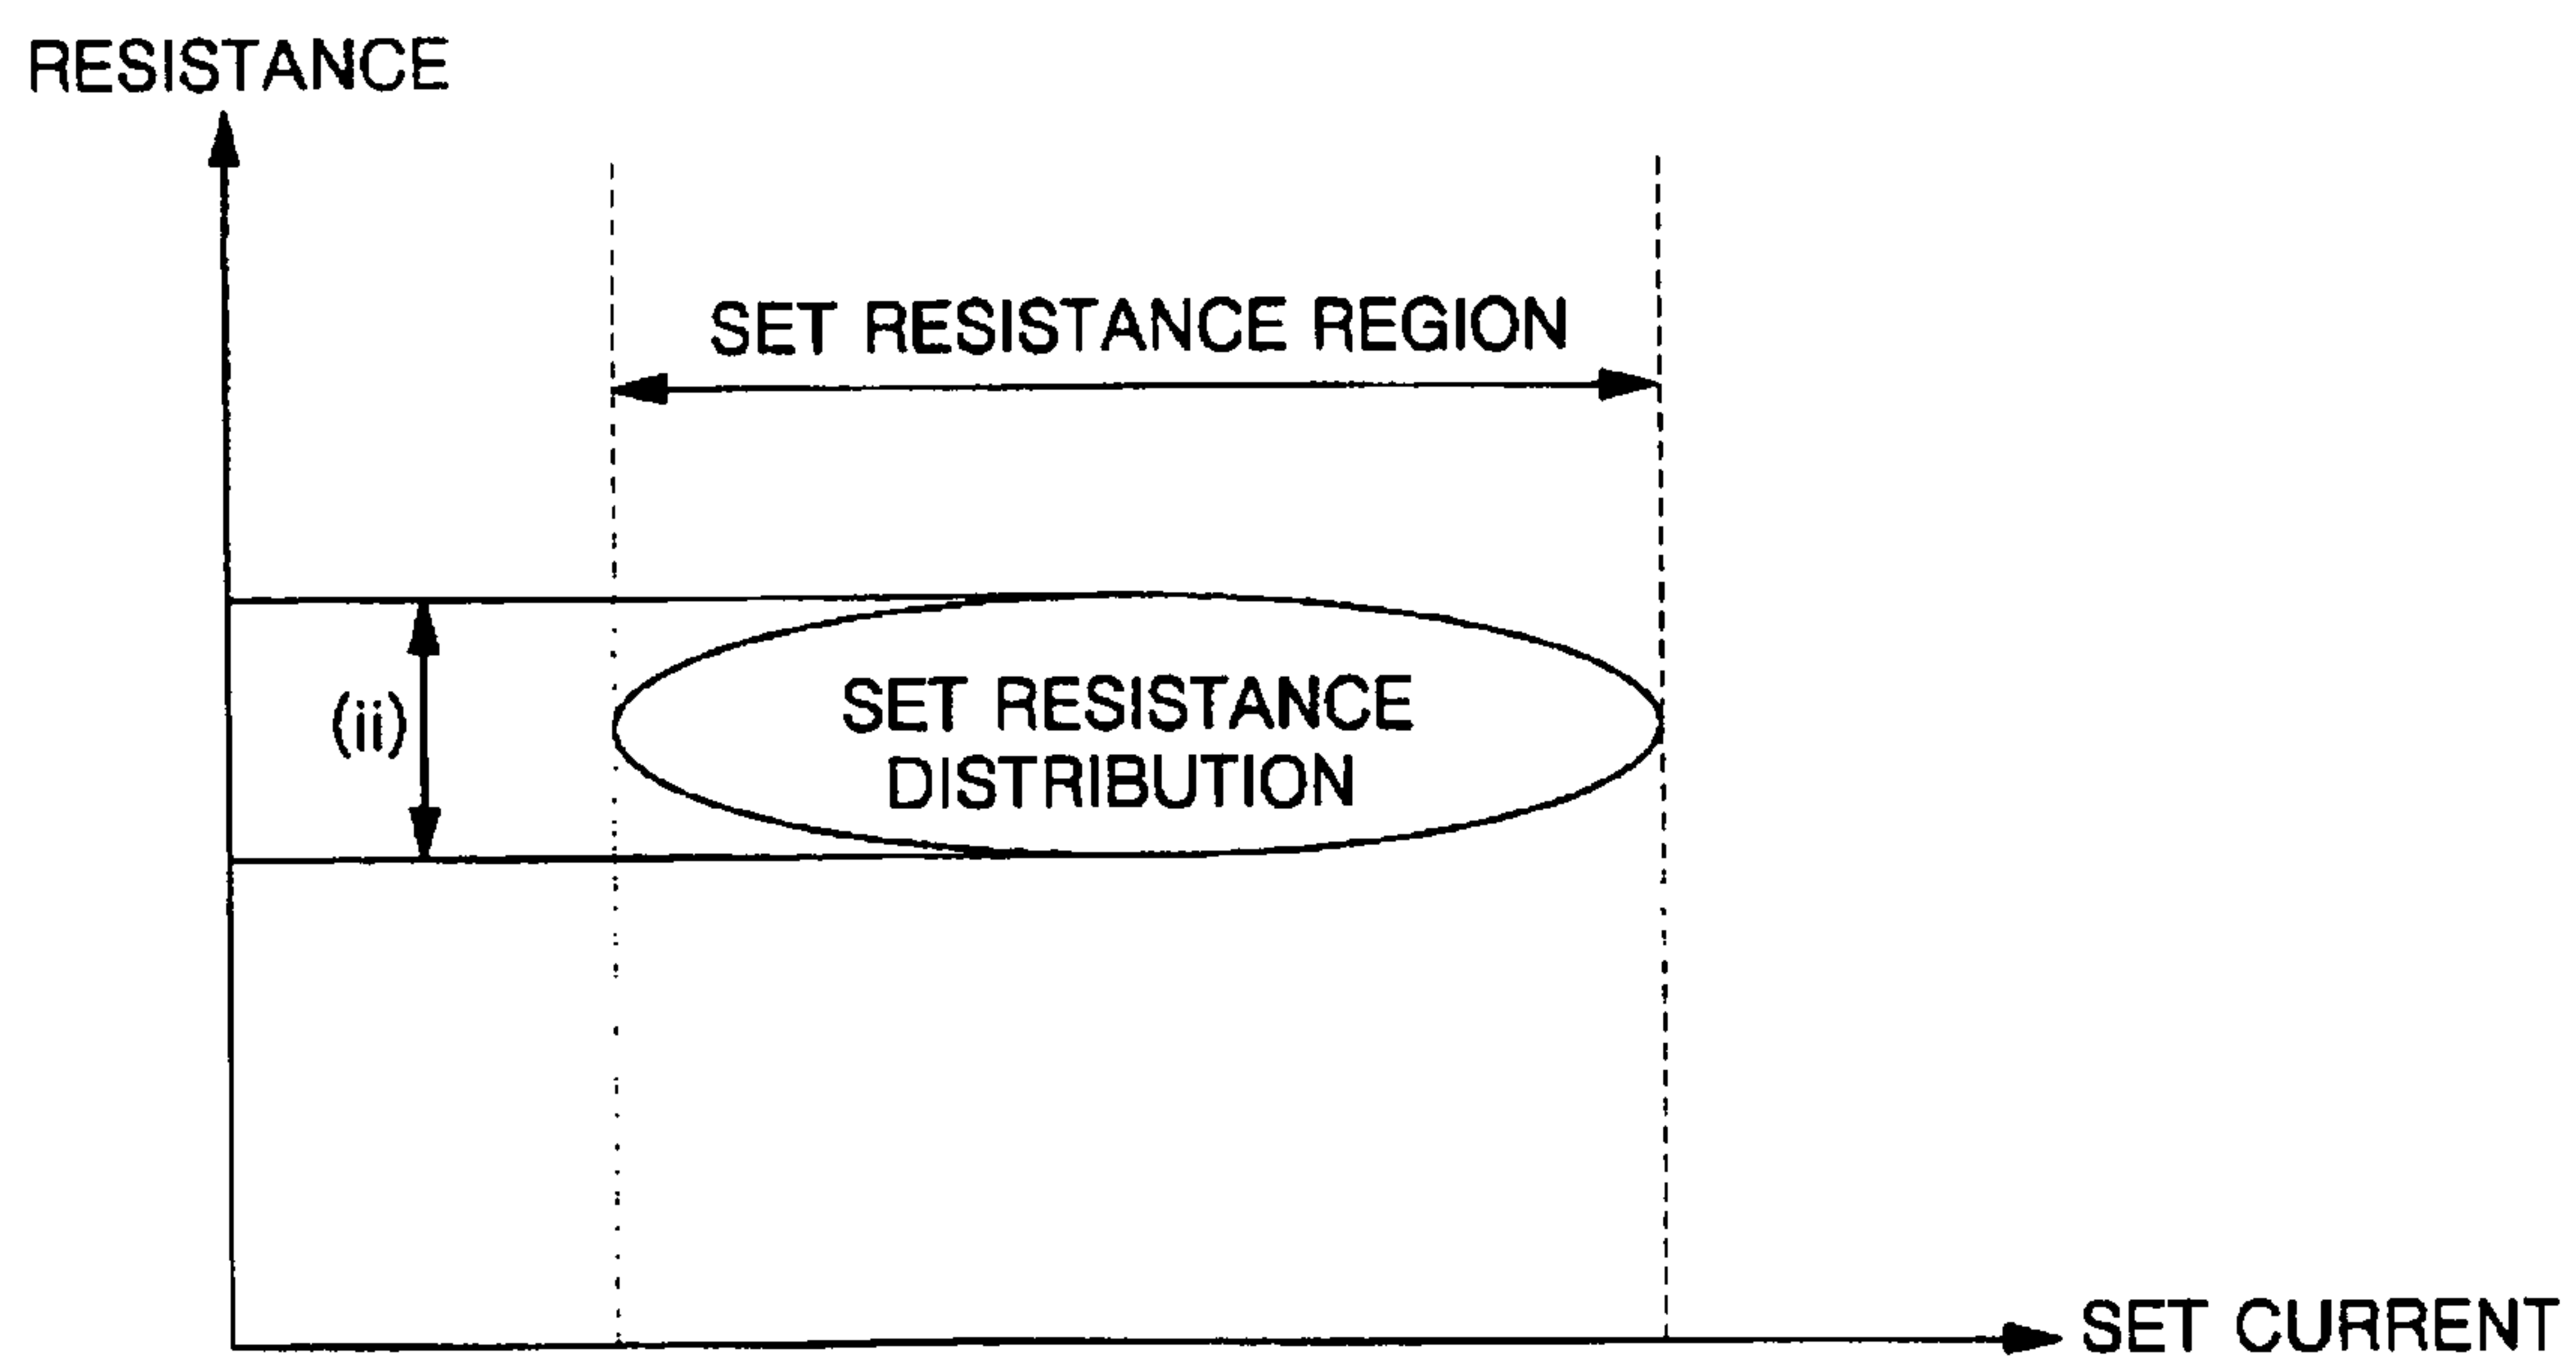 RESISTANCE
SET RESISTANCE REGION
(ii)
SET RESISTANCE
DISTRIBUTION
SET CURRENT